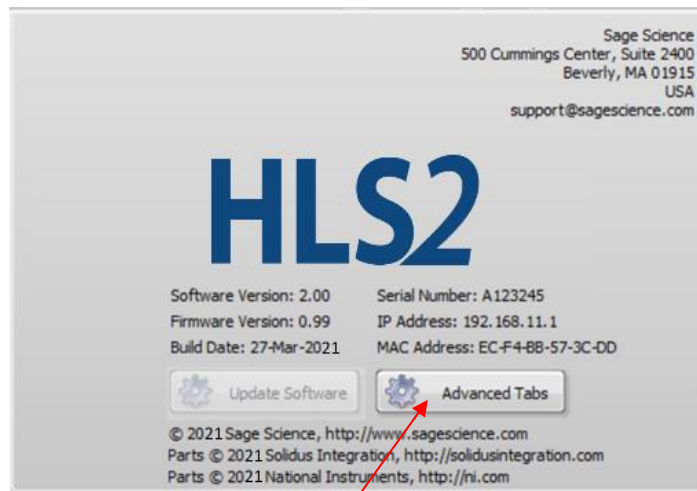 Sage Science
500 Cummings Center, Suite 2400
Beverly, MA 01915
USA
support@sagescience.com
HLS2
Software Version: 2.00 Serial Number: A123245
Firmware Version: 0.99 IP Address: 192.168.11.1
Build Date: 27-Mar-2021 MAC Address: EC-F4-BB-57-3C-DD
Update Software Advanced Tabs
© 2021 Sage Science, http://www.sagescience.com
Parts © 2021 Solidus Integration, http://solidusintegration.com
Parts © 2021 National Instruments, http://ni.com